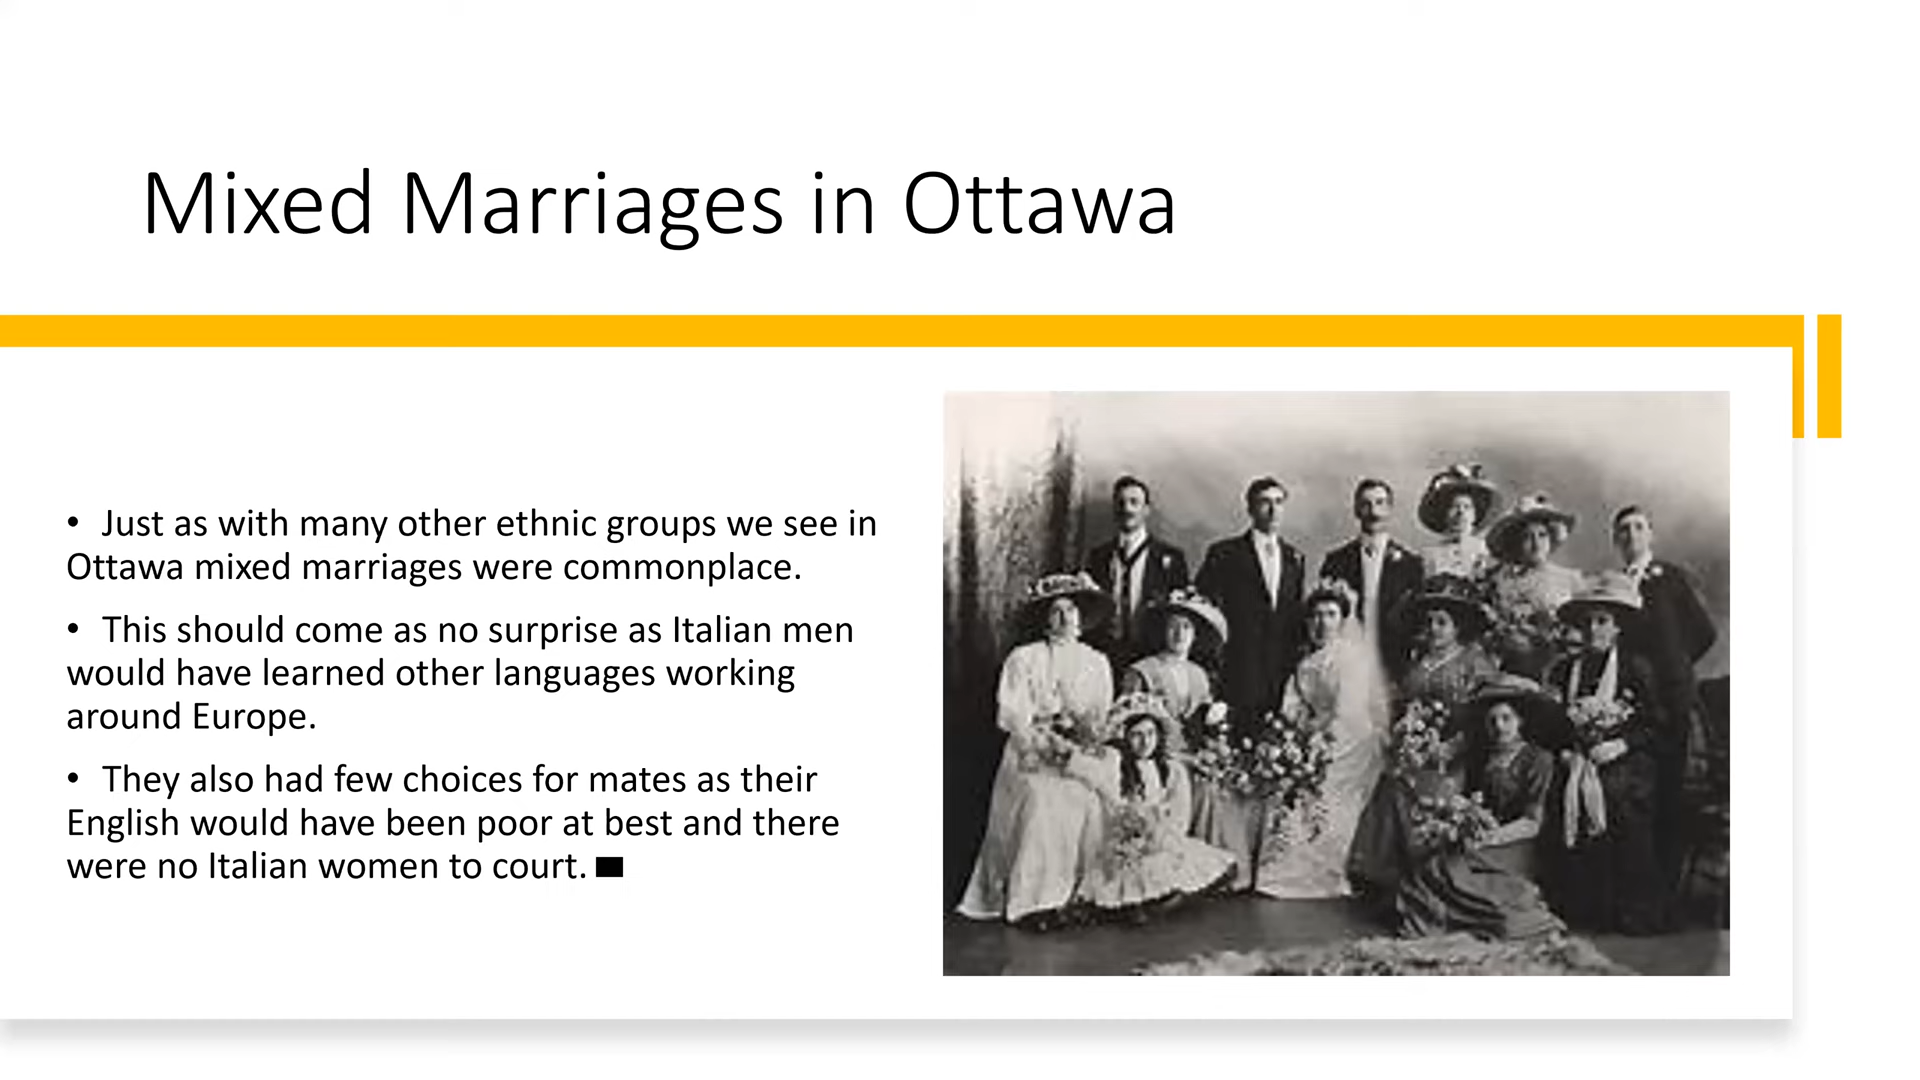 Mixed Marriages in Ottawa
• Just as with many other ethnic groups we see in
Ottawa mixed marriages were commonplace.
• This should come as no surprise as Italian men
would have learned other languages working
around Europe.
• They also had few choices for mates as their
English would have been poor at best and there
were no Italian women to court.